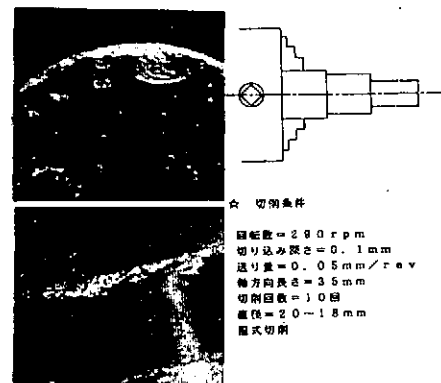 ☆ 切削条件
回転数=290rpm
切り込み深さ=0.1mm
送り量=0.05mm/rev
軸方向長さ=35mm
切削回数=10回
直径=20～18mm
湿式切削